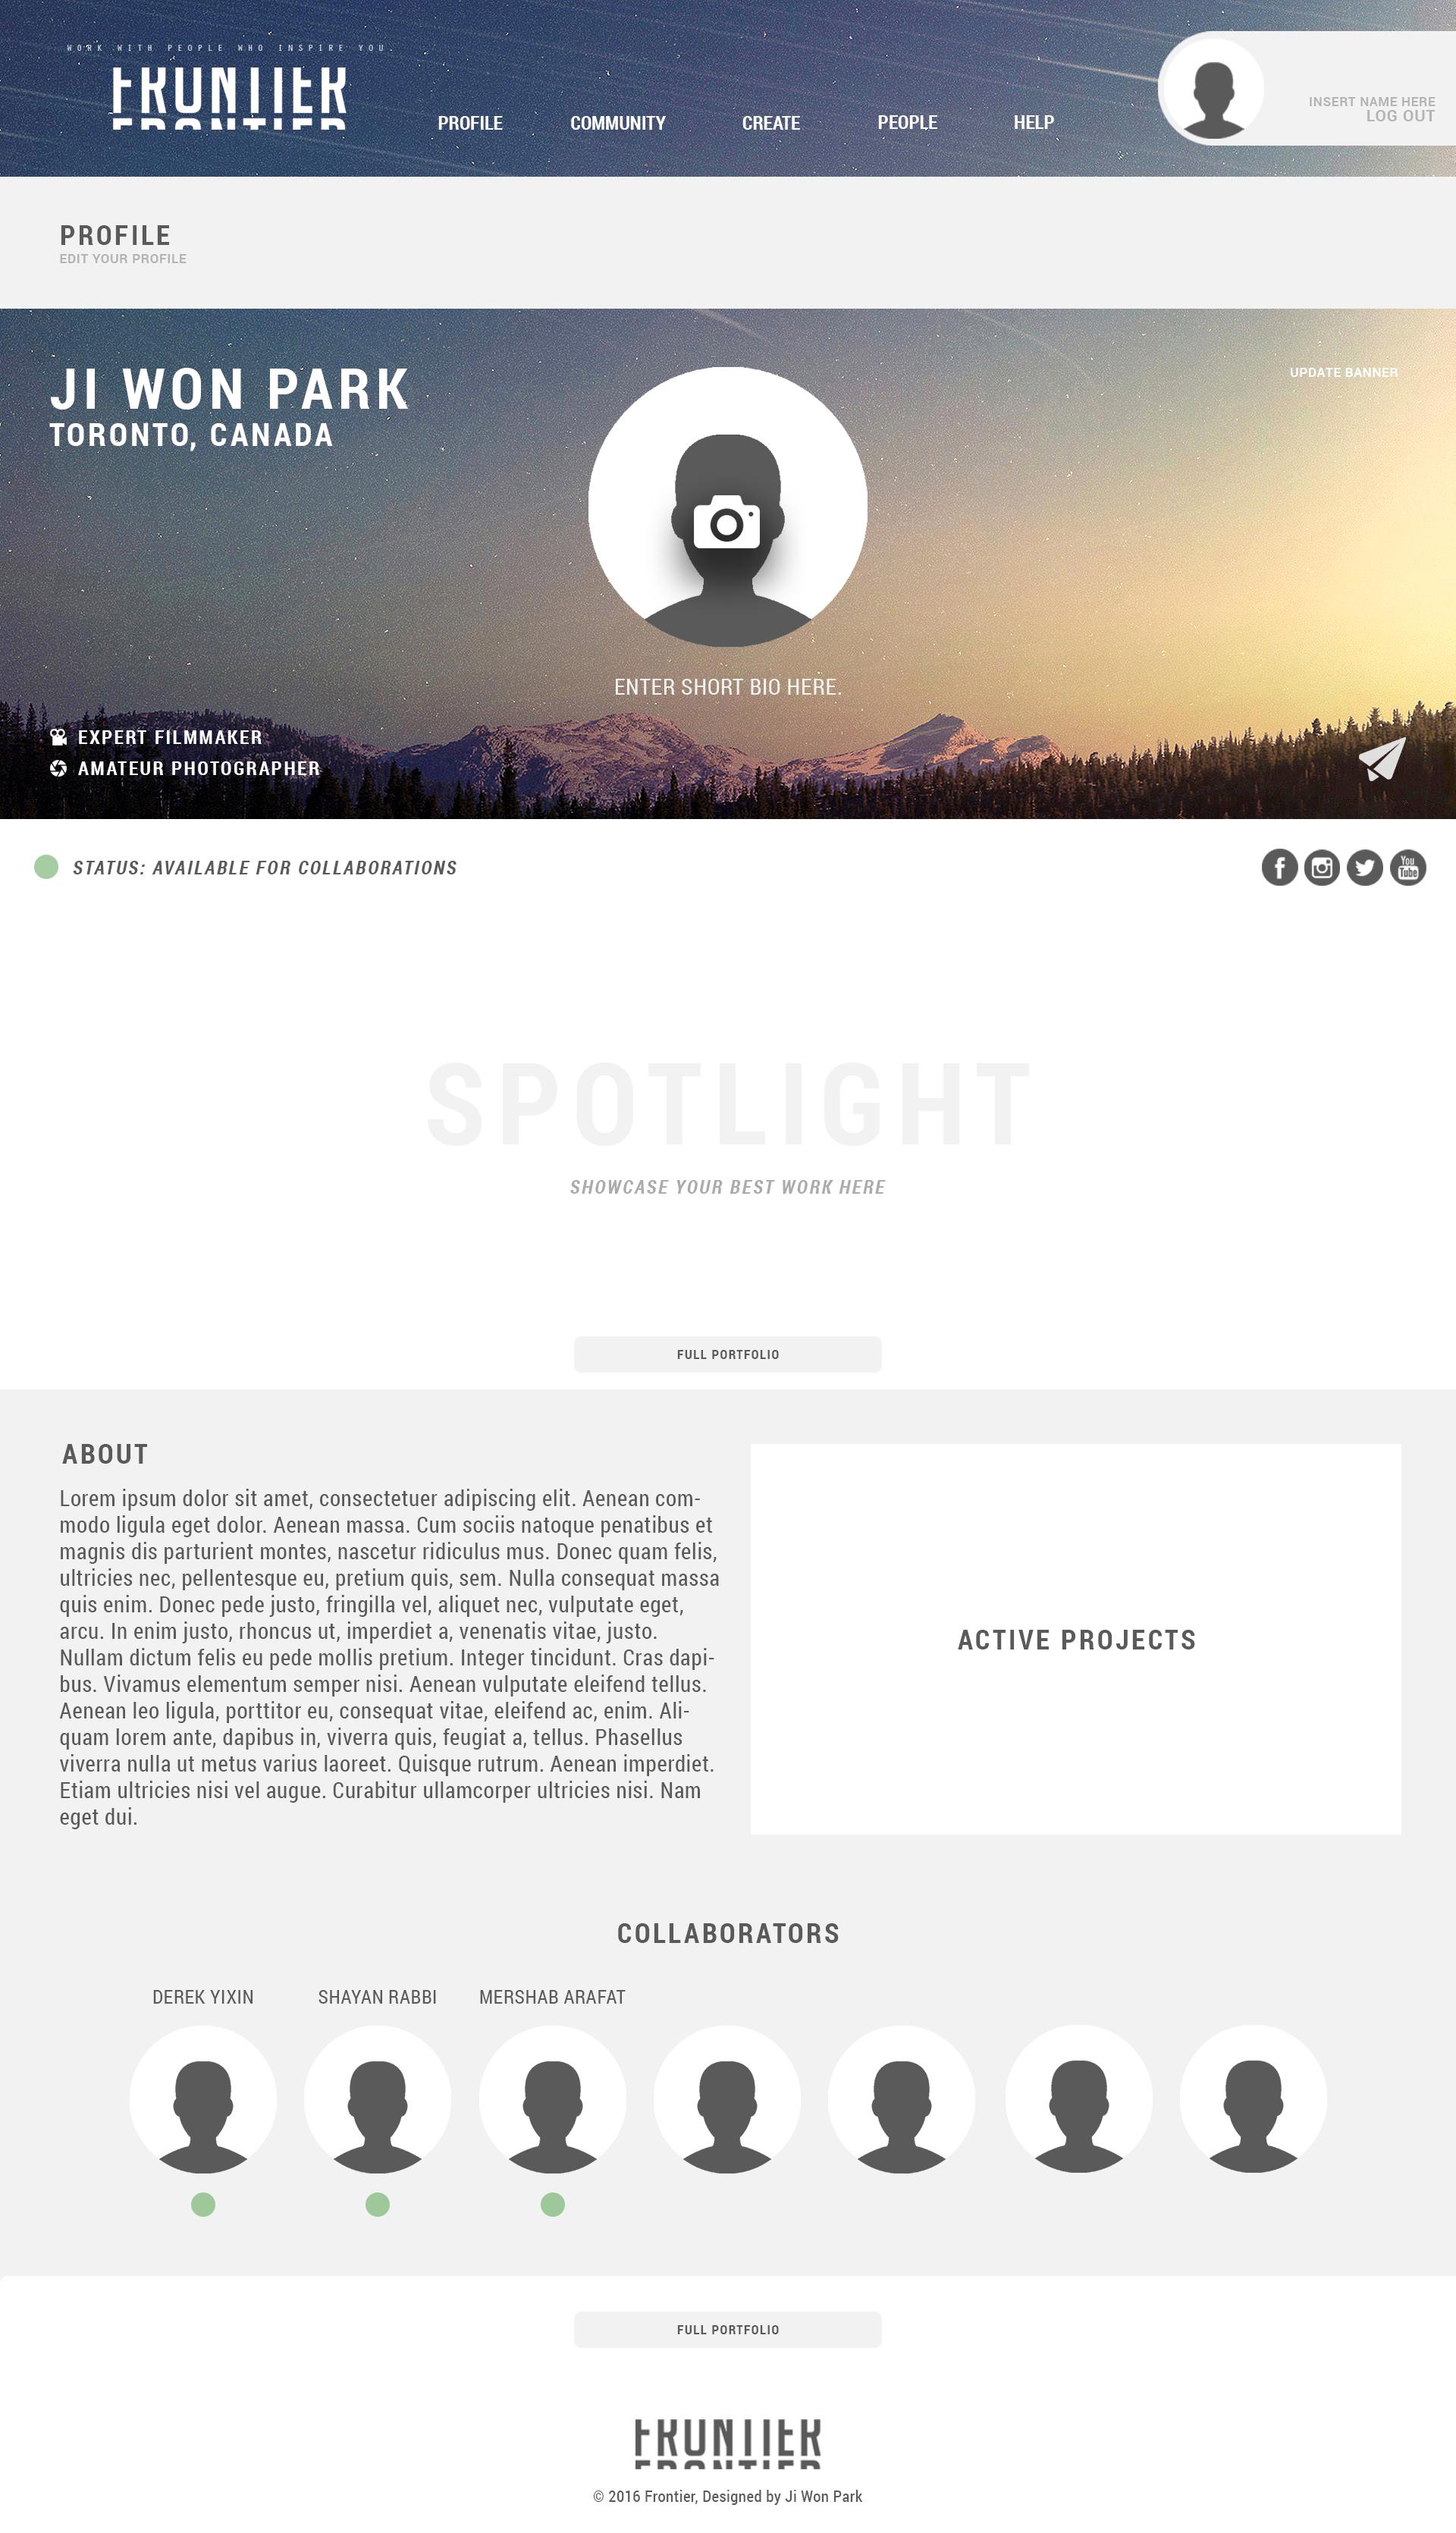 WORK WITH PEOPLE WHO INSPIRE YOU.
FRONTIER
PROFILE COMMUNITY CREATE PEOPLE HELP
INSERT NAME HERE
LOG OUT
PROFILE
EDIT YOUR PROFILE
JI WON PARK
TORONTO, CANADA
UPDATE BANNER
ENTER SHORT BIO HERE.
EXPERT FILMMAKER
AMATEUR PHOTOGRAPHER
STATUS: AVAILABLE FOR COLLABORATIONS
You
Tube
SPOTLIGHT
SHOWCASE YOUR BEST WORK HERE
FULL PORTFOLIO
ABOUT
Lorem ipsum dolor sit amet, consectetuer adipiscing elit. Aenean com-
modo ligula eget dolor. Aenean massa. Cum sociis natoque penatibus et
magnis dis parturient montes, nascetur ridiculus mus. Donec quam felis,
ultricies nec, pellentesque eu, pretium quis, sem. Nulla consequat massa
quis enim. Donec pede justo, fringilla vel, aliquet nec, vulputate eget,
arcu. In enim justo, rhoncus ut, imperdiet a, venenatis vitae, justo.
Nullam dictum felis eu pede mollis pretium. Integer tincidunt. Cras dapi-
bus. Vivamus elementum semper nisi. Aenean vulputate eleifend tellus.
Aenean leo ligula, porttitor eu, consequat vitae, eleifend ac, enim. Ali-
quam lorem ante, dapibus in, viverra quis, feugiat a, tellus. Phasellus
viverra nulla ut metus varius laoreet. Quisque rutrum. Aenean imperdiet.
Etiam ultricies nisi vel augue. Curabitur ullamcorper ultricies nisi. Nam
eget dui.
ACTIVE PROJECTS
COLLABORATORS
DEREK YIXIN SHAYAN RABBI MERSHAB ARAFAT
FULL PORTFOLIO
FRONTIER
© 2016 Frontier, Designed by Ji Won Park